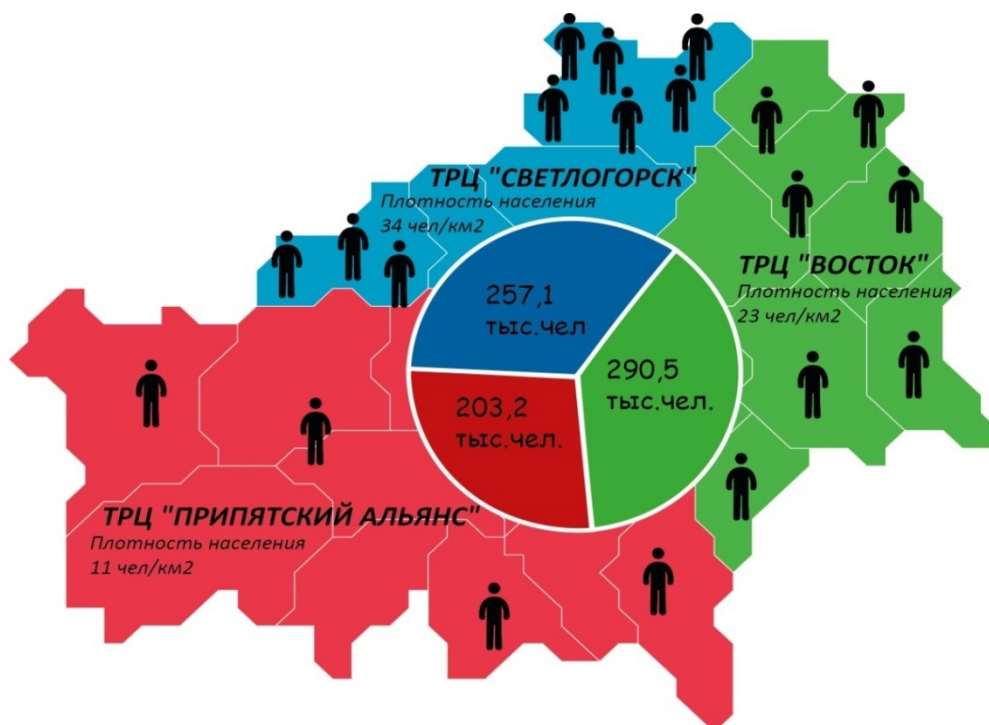 ТРЦ "СВЕТЛОГОРСК"
Плотность населения
34 чел/км2
ТРЦ "ВОСТОК"
Плотность населения
23 чел/км2
257,1
тыс.чел
290,5
тыс.чел.
203,2
тыс.чел.
ТРЦ "ПРИПЯТСКИЙ АЛЬЯНС"
Плотность населения
11 чел/км2